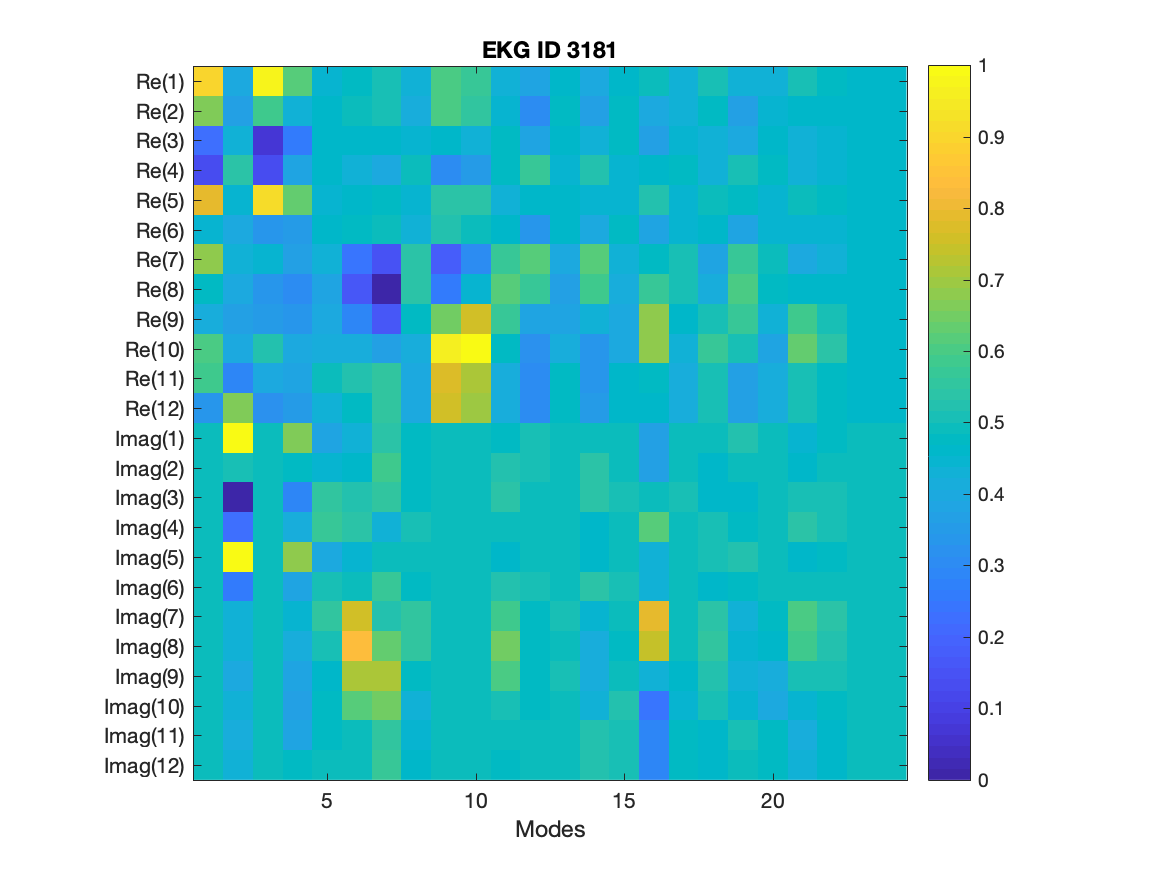 EKG ID 3181
Re(1)
Re(2)
Re(3)
Re(4)
Re(5)
Re(6)
Re(7)
Re(8)
Re(9)
Re(10)
Re(11)
Re(12)
Imag(1)
Imag(2)
Imag(3)
Imag(4)
Imag(5)
Imag(6)
Imag(7)
Imag(8)
Imag(9)
Imag(10)
Imag(11)
Imag(12)
5 10 15 20
Modes
1
0.9
0.8
0.7
0.6
0.5
0.4
0.3
0.2
0.1
0